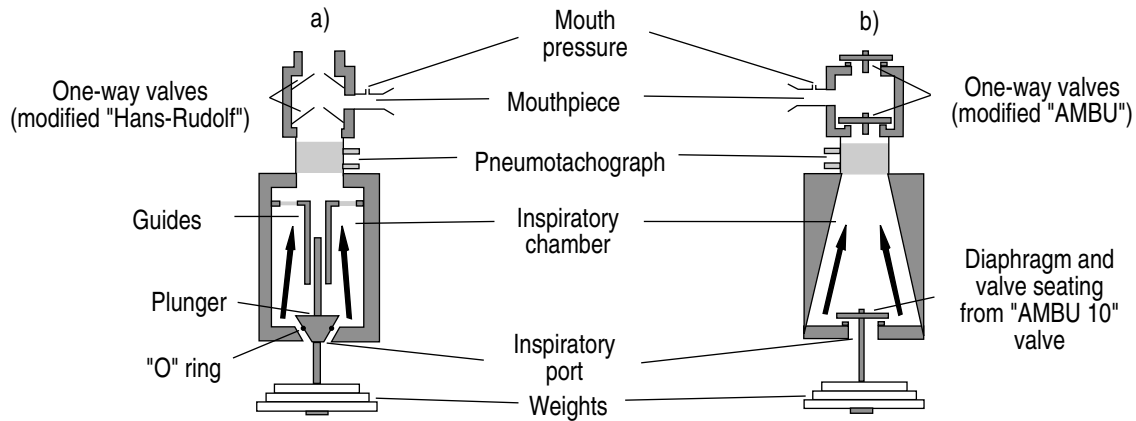 a)
b)
Mouth
pressure
One-way valves
(modified "Hans-Rudolf")
Mouthpiece
One-way valves
(modified "AMBU")
Pneumotachograph
Guides
Inspiratory
chamber
Plunger
Diaphragm and
valve seating
from "AMBU 10"
valve
"O" ring
Inspiratory
port
Weights